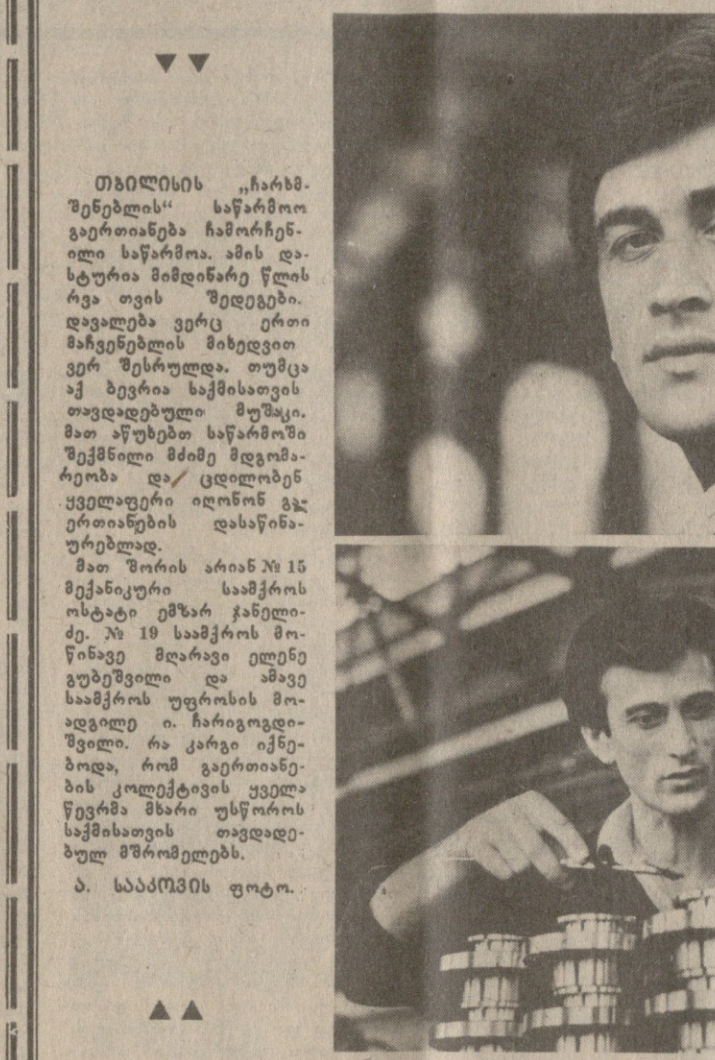 თბილისის „ჩარხმ-
შენებლის“ საწარმოო
გაერთიანება ჩამორჩენ-
ილი საწარმოა. ამის და-
სტურია მიმდინარე წლის
რვა თვის შედეგები.
დავალება ვერც ერთი
მაჩვენებლის მიხედვით
ვერ შესრულდა. თუმცა
აქ ბევრია საქმისათვის
თავდადებული მუშაკი.
მათ აწუხებთ საწარმოში
შექმნილი მძიმე მდგომა-
რეობა და ცდილობენ
ყველაფერი იღონონ გა-
ერთიანების დასაწინა-
ურებლად.
მათ შორის არიან № 15
მექანიკური საამქროს
ოსტატი ემზარ ჯანელი-
ძე. № 19 საამქროს მო-
წინავე მღარავი ელენე
გუბეშვილი და ამავე
საამქროს უფროსის მო-
ადგილე ი. ჩარიგოგდი-
შვილი. რა კარგი იქნე-
ბოდა, რომ გაერთიანე-
ბის კოლექტივის ყველა
წევრმა მხარი უსწოროს
საქმისათვის თავდადე-
ბულ მშრომელებს.
ა. სააკოვის ფოტო.